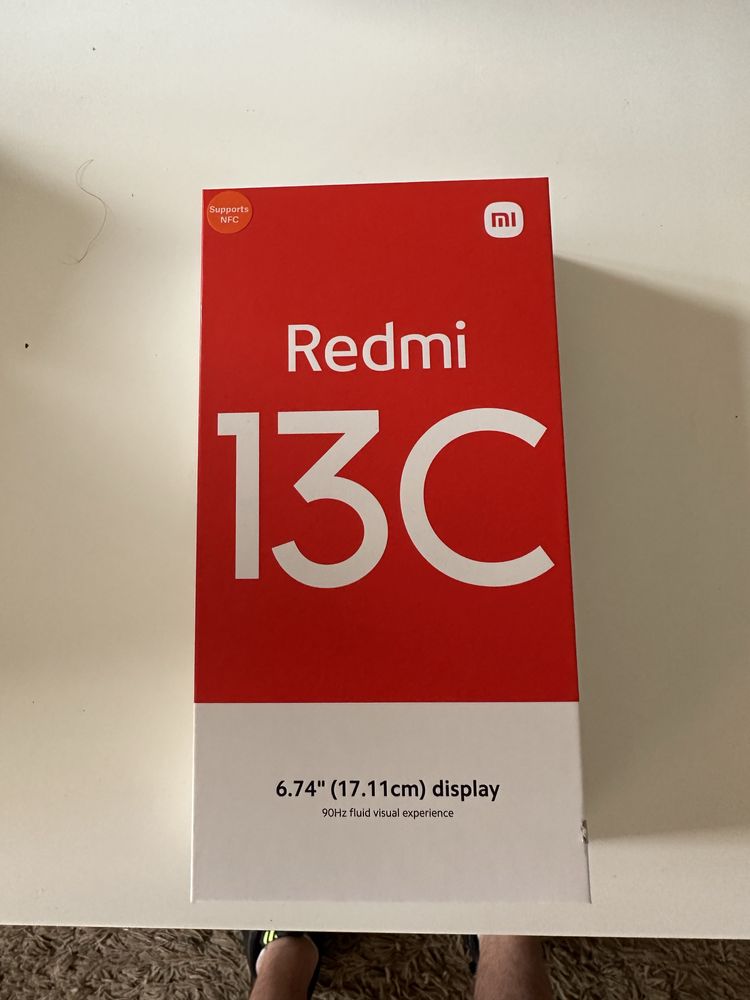 Supports
NFC
mi
Redmi
13C
6.74" (17.11cm) display
90Hz fluid visual experience